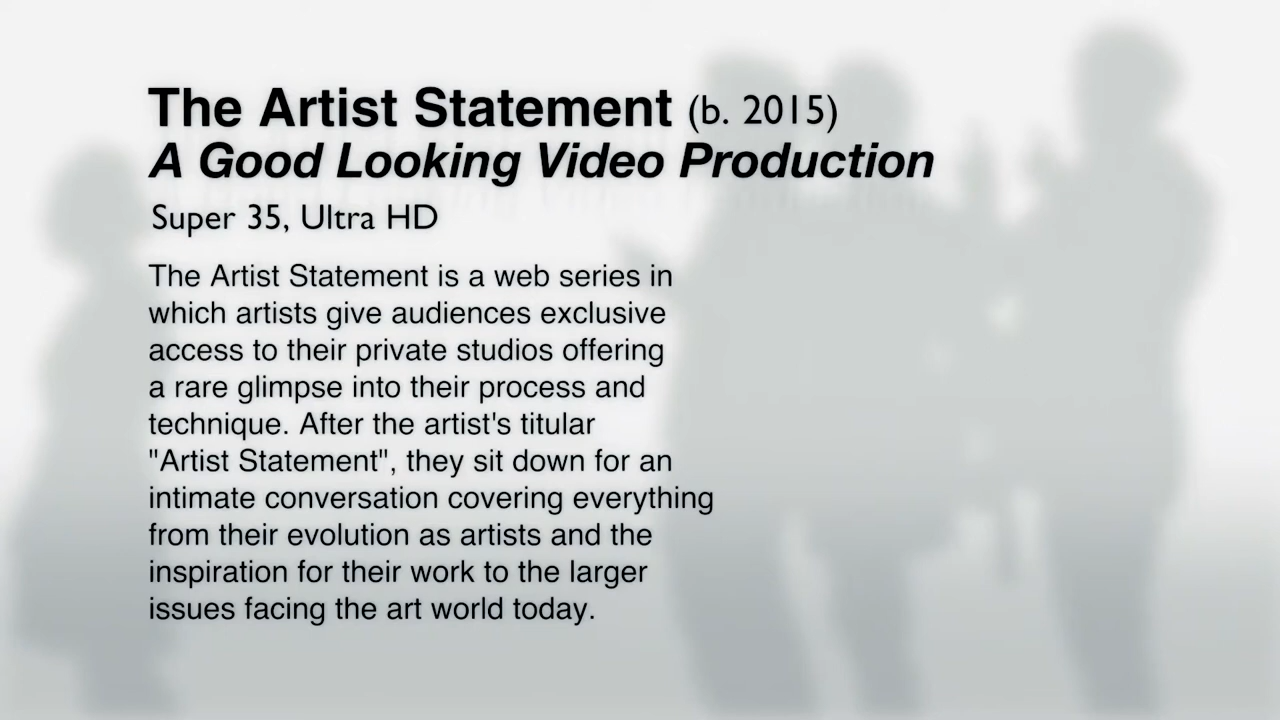 The Artist Statement (b. 2015)
A Good Looking Video Production
Super 35, Ultra HD
The Artist Statement is a web series in
which artists give audiences exclusive
access to their private studios offering
a rare glimpse into their process and
technique. After the artist's titular
"Artist Statement", they sit down for an
intimate conversation covering everything
from their evolution as artists and the
inspiration for their work to the larger
issues facing the art world today.